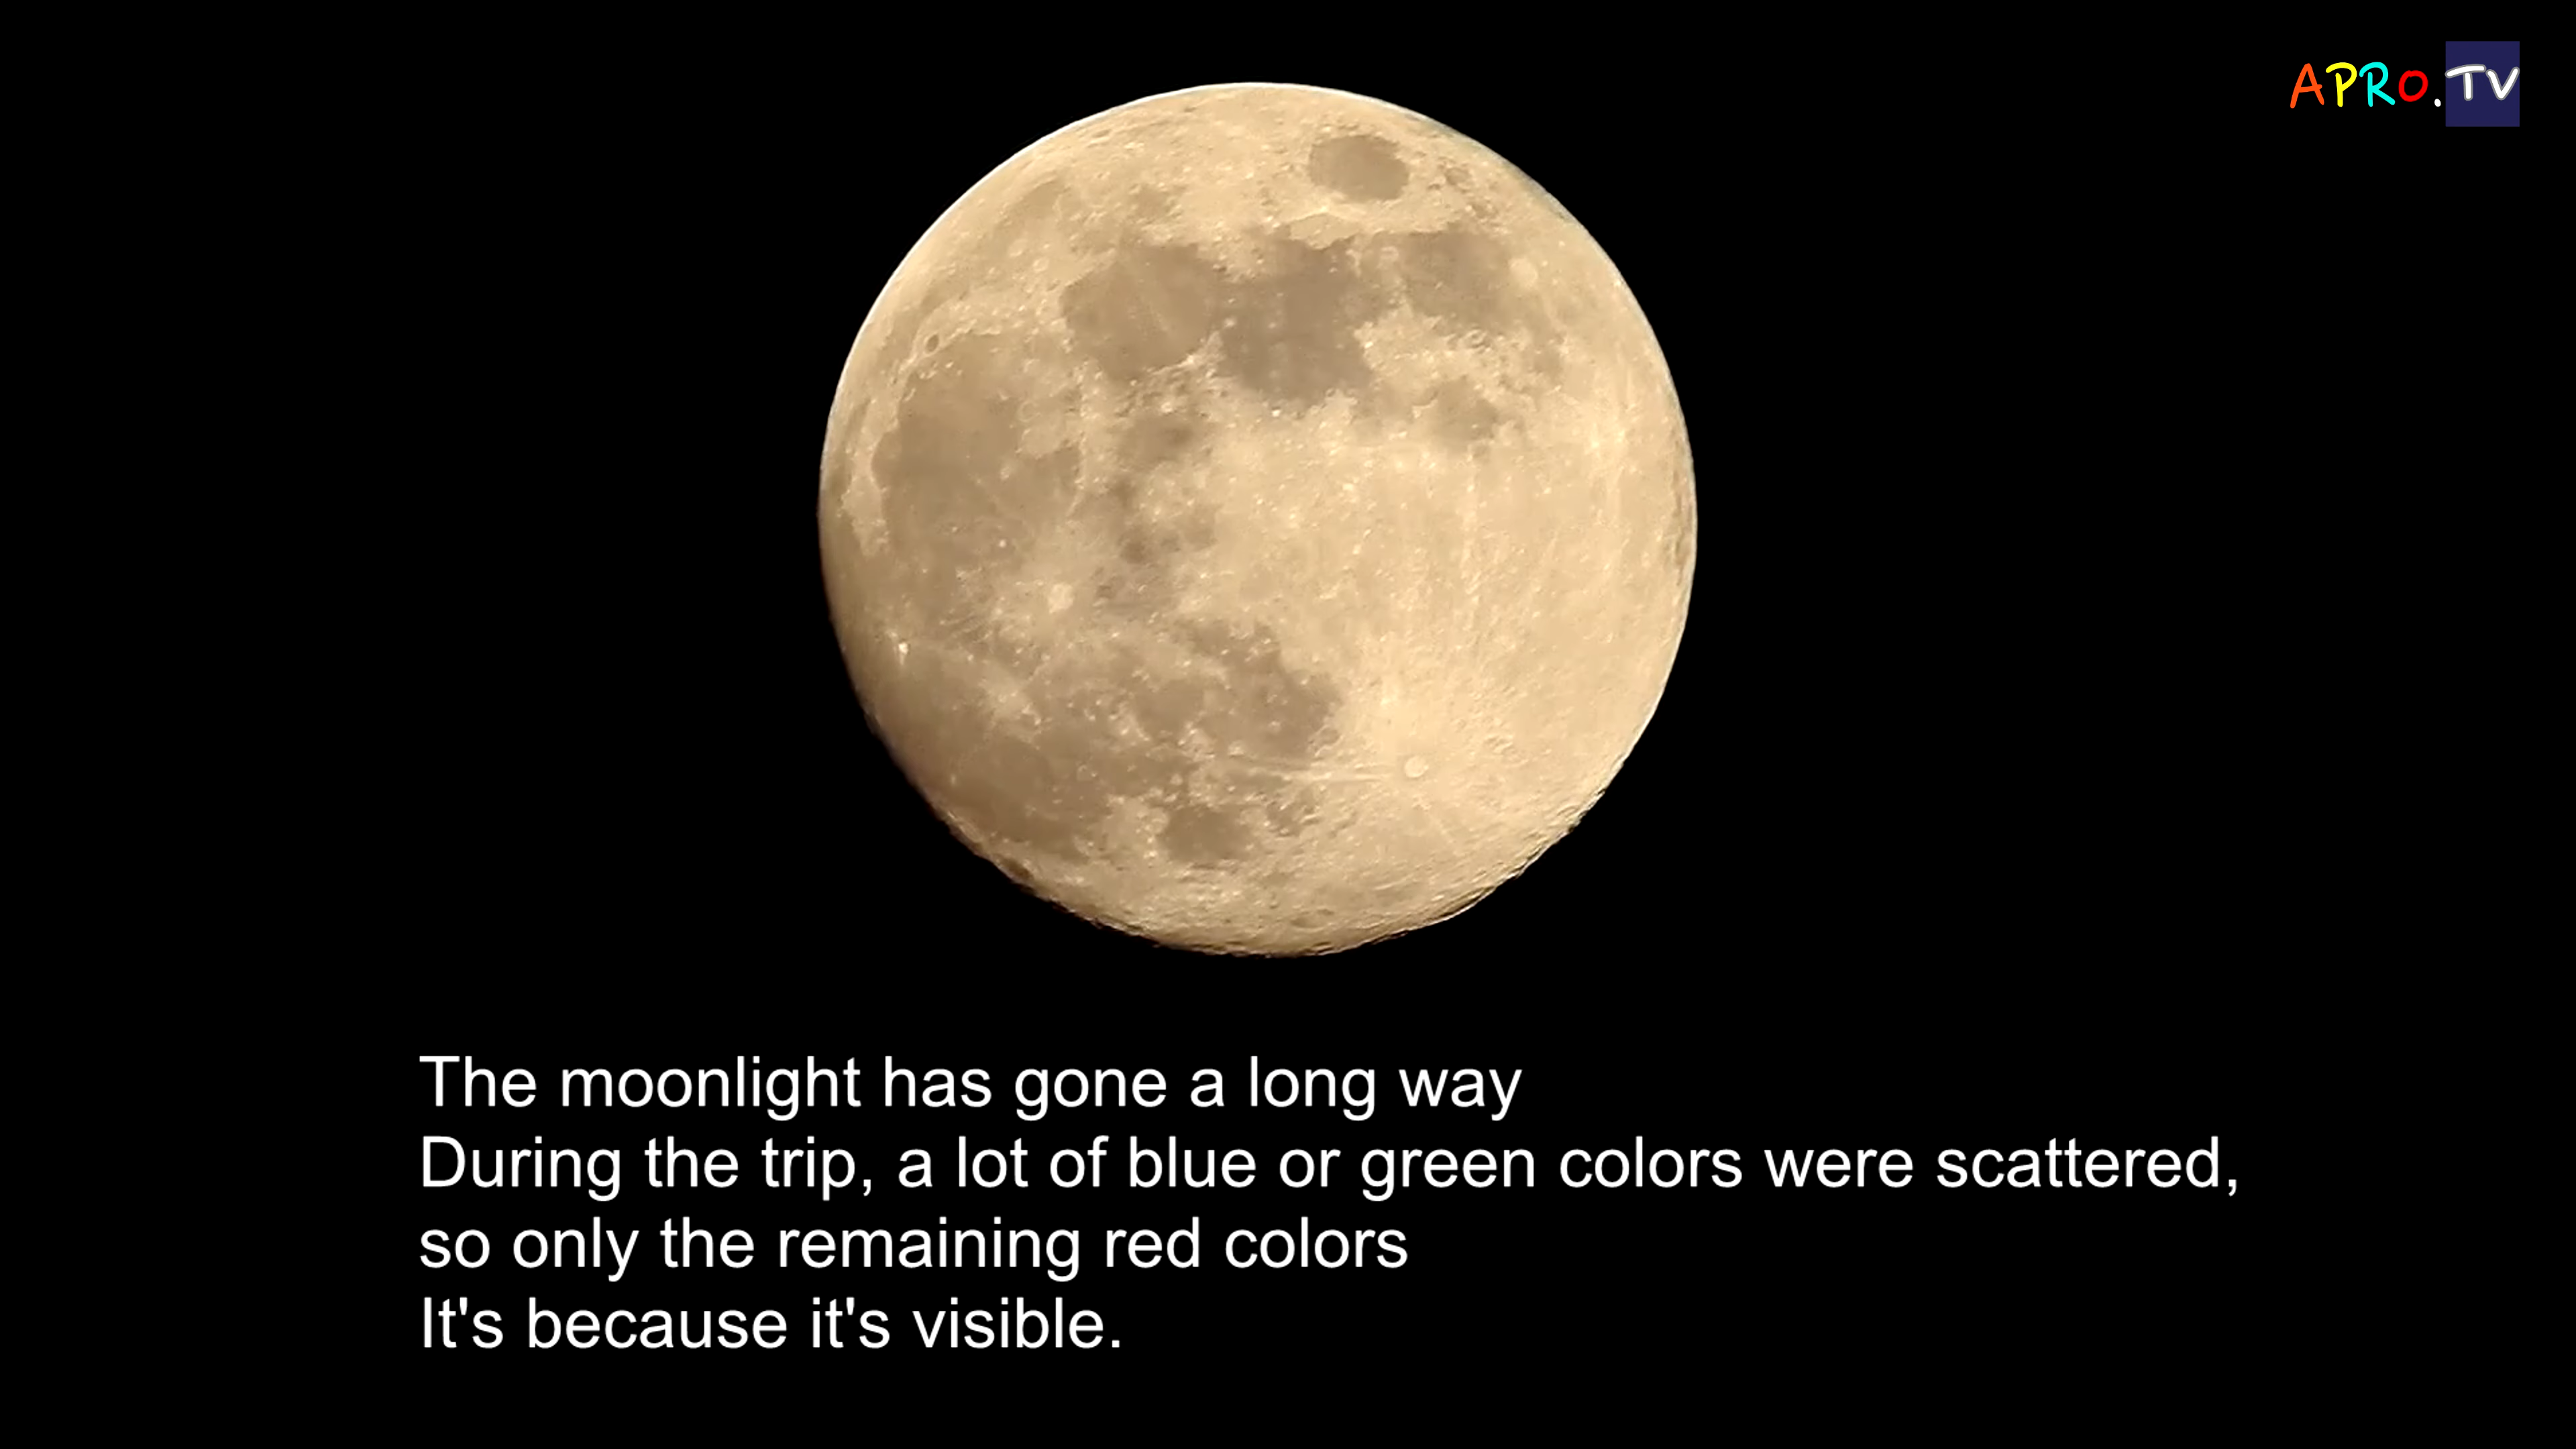 APRO.TV
The moonlight has gone a long way
During the trip, a lot of blue or green colors were scattered,
so only the remaining red colors
It's because it's visible.